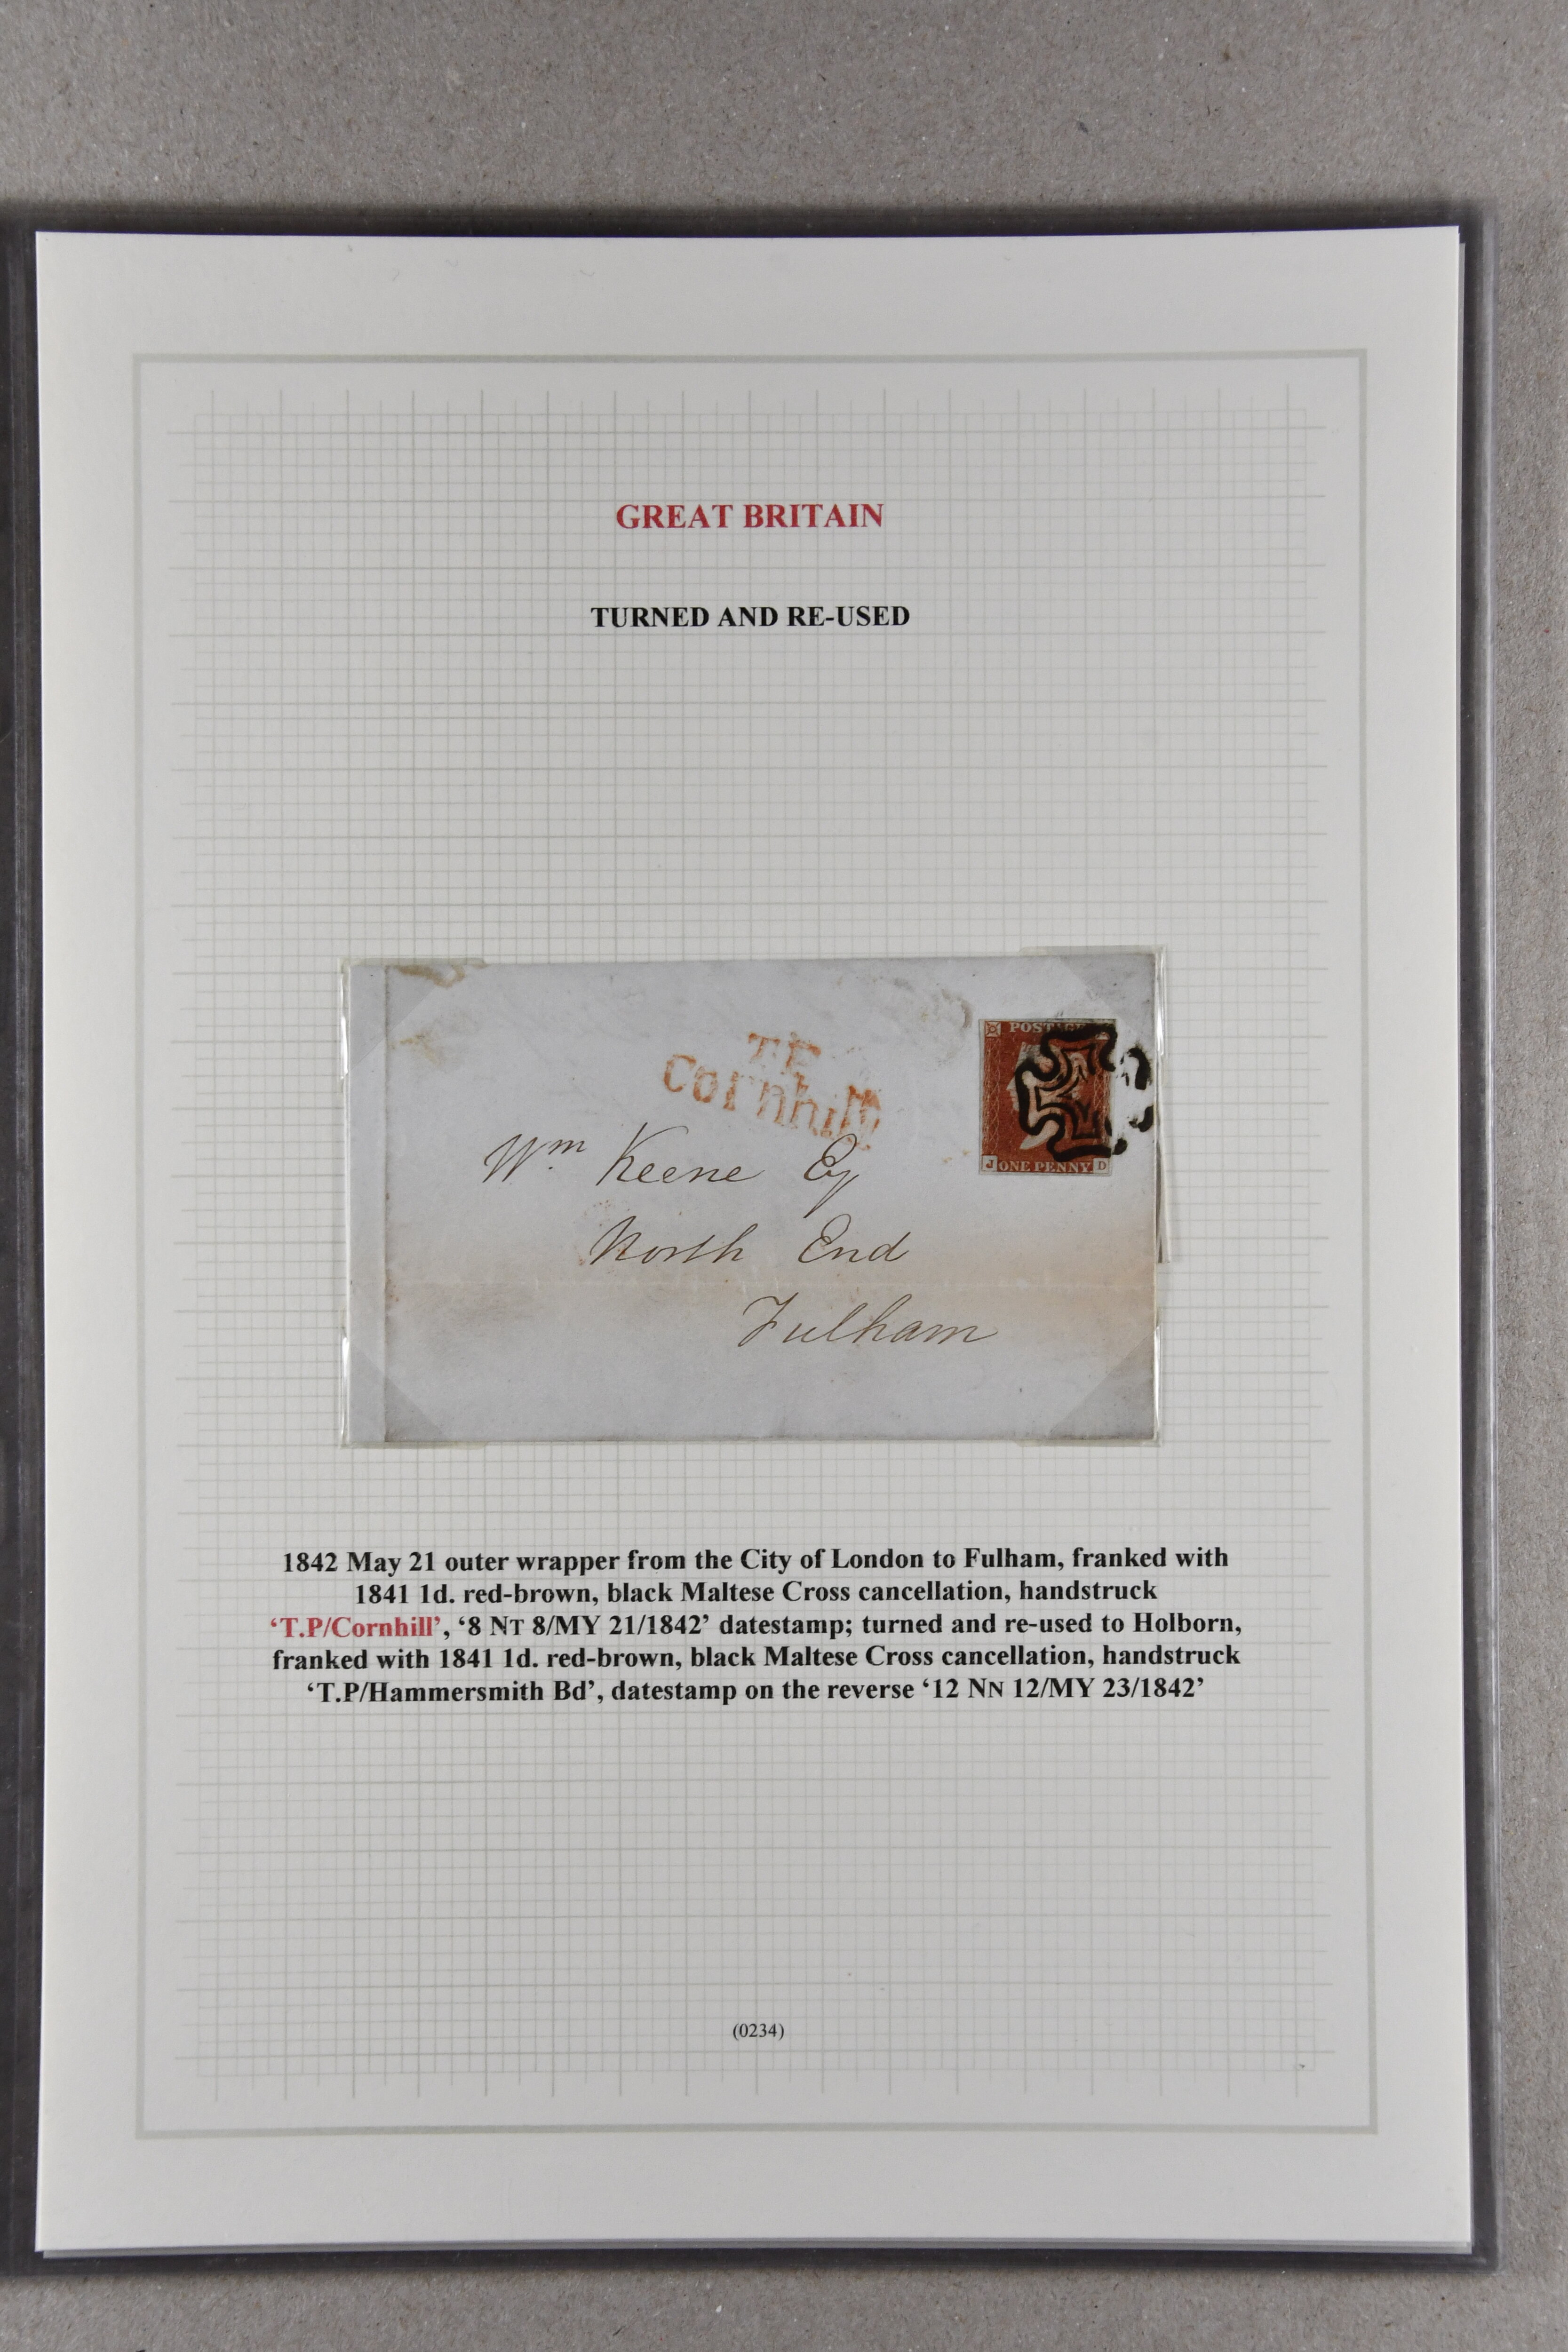 GREAT BRITAIN
TURNED AND RE-USED
T.P
Cornhill
POSTAGE
J ONE PENNY D
Wm Keene Eq
North End
Fulham
1842 May 21 outer wrapper from the City of London to Fulham, franked with
1841 1d. red-brown, black Maltese Cross cancellation, handstruck
‘T.P/Cornhill’, ‘8 NT 8/MY 21/1842’ datestamp; turned and re-used to Holborn,
franked with 1841 1d. red-brown, black Maltese Cross cancellation, handstruck
‘T.P/Hammersmith Bd’, datestamp on the reverse ‘12 NN 12/MY 23/1842’
(0234)